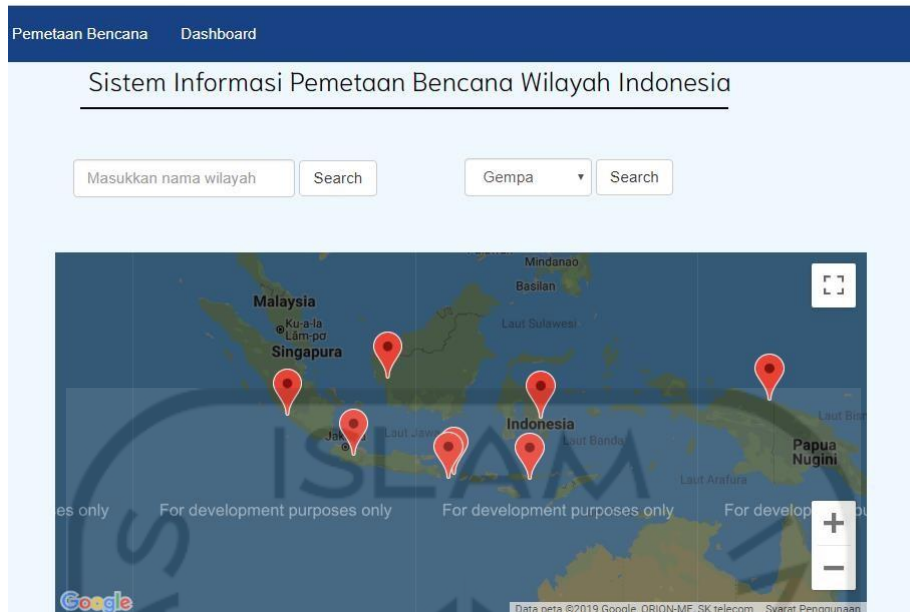 Pemetaan Bencana Dashboard
Sistem Informasi Pemetaan Bencana Wilayah Indonesia
Masukkan nama wilayah Search Gempa Search
Mindanao
Basilan
Malaysia
Laut Sulawesi
Ku-a-la
Lãm-pơ
Singapura
Indonesia
Laut Jawa
Laut Banda
Papua
Nugini
Laut Arafura
ISLAM
es only For development purposes only For development purposes only For develop
Google
Data peta ©2019 Google, ORION-ME, SK telecom Syarat Penggunaan